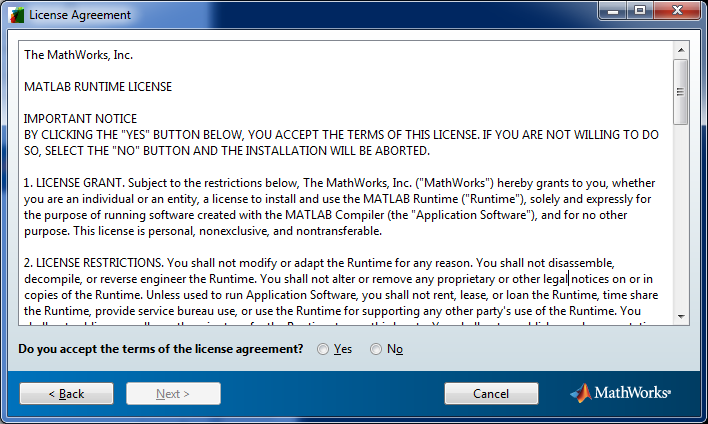 License Agreement
The MathWorks, Inc.
MATLAB RUNTIME LICENSE
IMPORTANT NOTICE
BY CLICKING THE "YES" BUTTON BELOW, YOU ACCEPT THE TERMS OF THIS LICENSE. IF YOU ARE NOT WILLING TO DO
SO, SELECT THE "NO" BUTTON AND THE INSTALLATION WILL BE ABORTED.
1. LICENSE GRANT. Subject to the restrictions below, The MathWorks, Inc. ("MathWorks") hereby grants to you, whether
you are an individual or an entity, a license to install and use the MATLAB Runtime ("Runtime"), solely and expressly for
the purpose of running software created with the MATLAB Compiler (the "Application Software"), and for no other
purpose. This license is personal, nonexclusive, and nontransferable.
2. LICENSE RESTRICTIONS. You shall not modify or adapt the Runtime for any reason. You shall not disassemble,
decompile, or reverse engineer the Runtime. You shall not alter or remove any proprietary or other legal notices on or in
copies of the Runtime. Unless used to run Application Software, you shall not rent, lease, or loan the Runtime, time share
the Runtime, provide service bureau use, or use the Runtime for supporting any other party's use of the Runtime. You
Do you accept the terms of the license agreement? Yes No
< Back Next > Cancel MathWorks®